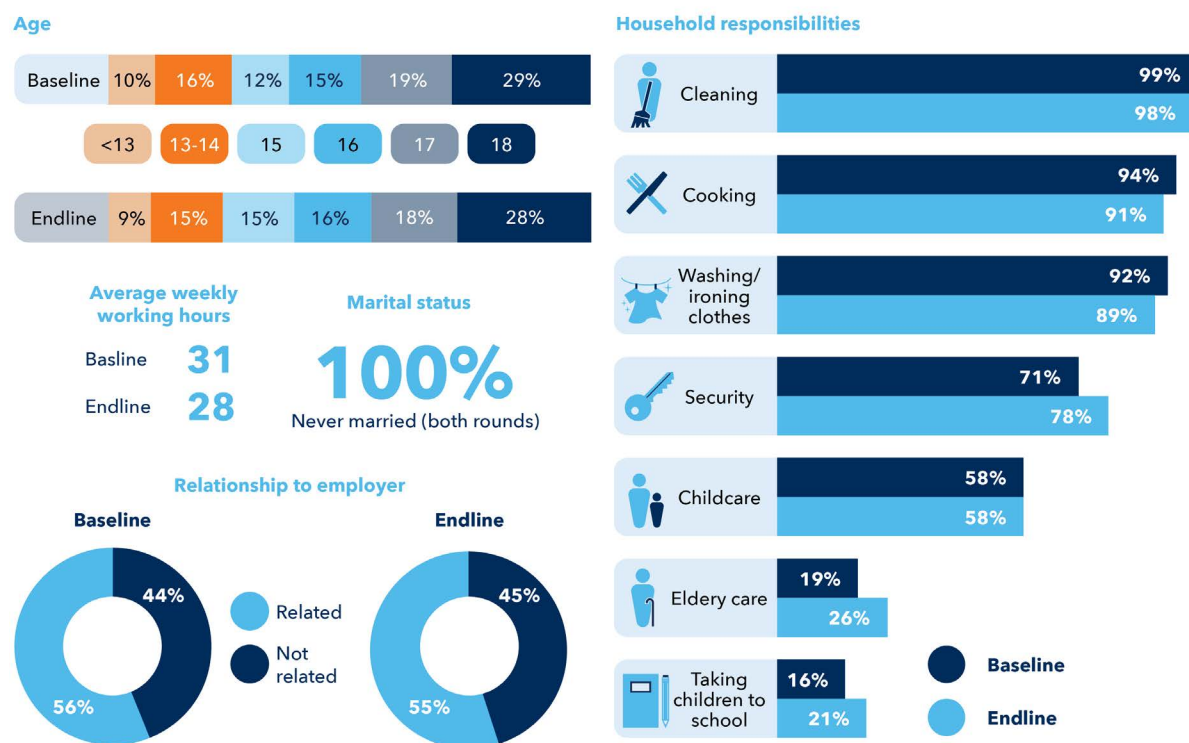 Age
Baseline 10% 16% 12% 15% 19% 29%
<13 13-14 15 16 17 18
Endline 9% 15% 15% 16% 18% 28%
Average weekly
working hours
Basline 31
Endline 28
Marital status
100%
Never married (both rounds)
Relationship to employer
Baseline
44%
56%
Related
Not
related
Endline
45%
55%
Household responsibilities
Cleaning
99%
98%
Cooking
94%
91%
Washing/
ironing
clothes
92%
89%
Security
71%
78%
Childcare
58%
58%
Eldery care
19%
26%
Taking
children to
school
16%
21%
Baseline
Endline